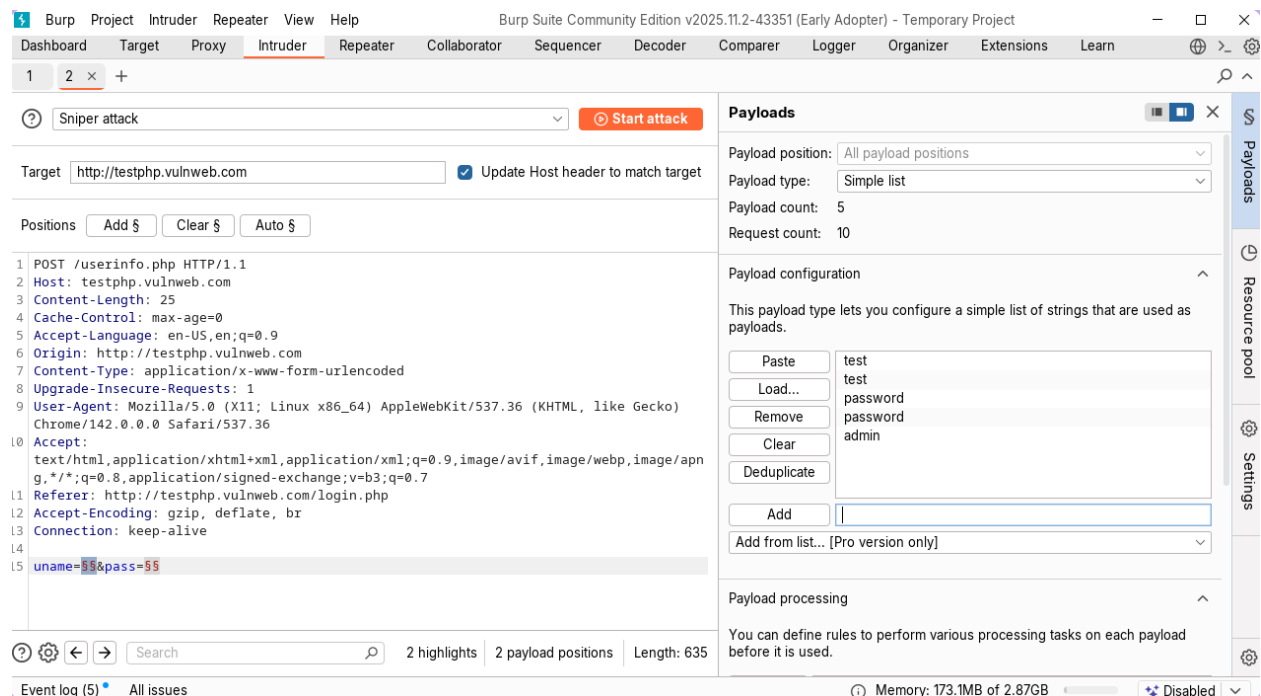 Burp Project Intruder Repeater View Help Burp Suite Community Edition v2025.11.2-43351 (Early Adopter) - Temporary Project
Dashboard Target Proxy Intruder Repeater Collaborator Sequencer Decoder Comparer Logger Organizer Extensions Learn
1 2 × +
Sniper attack
Start attack
Target http://testphp.vulnweb.com Update Host header to match target
Positions Add § Clear § Auto §
1 POST /userinfo.php HTTP/1.1
2 Host: testphp.vulnweb.com
3 Content-Length: 25
4 Cache-Control: max-age=0
5 Accept-Language: en-US,en;q=0.9
6 Origin: http://testphp.vulnweb.com
7 Content-Type: application/x-www-form-urlencoded
8 Upgrade-Insecure-Requests: 1
9 User-Agent: Mozilla/5.0 (X11; Linux x86_64) AppleWebKit/537.36 (KHTML, like Gecko)
Chrome/142.0.0.0 Safari/537.36
10 Accept:
text/html,application/xhtml+xml,application/xml;q=0.9,image/avif,image/webp,image/apn
g,*/*;q=0.8,application/signed-exchange;v=b3;q=0.7
11 Referer: http://testphp.vulnweb.com/login.php
12 Accept-Encoding: gzip, deflate, br
13 Connection: keep-alive
14
15 uname=§§&pass=§§
Search 2 highlights 2 payload positions Length: 635
Payloads
Payload position: All payload positions
Payload type: Simple list
Payload count: 5
Request count: 10
Payload configuration
This payload type lets you configure a simple list of strings that are used as
payloads.
Paste
Load...
Remove
Clear
Deduplicate
test
test
password
password
admin
Add
Add from list... [Pro version only]
Payload processing
You can define rules to perform various processing tasks on each payload
before it is used.
§ Payloads
Resource pool
Settings
Event log (5) All issues Memory: 173.1MB of 2.87GB Disabled